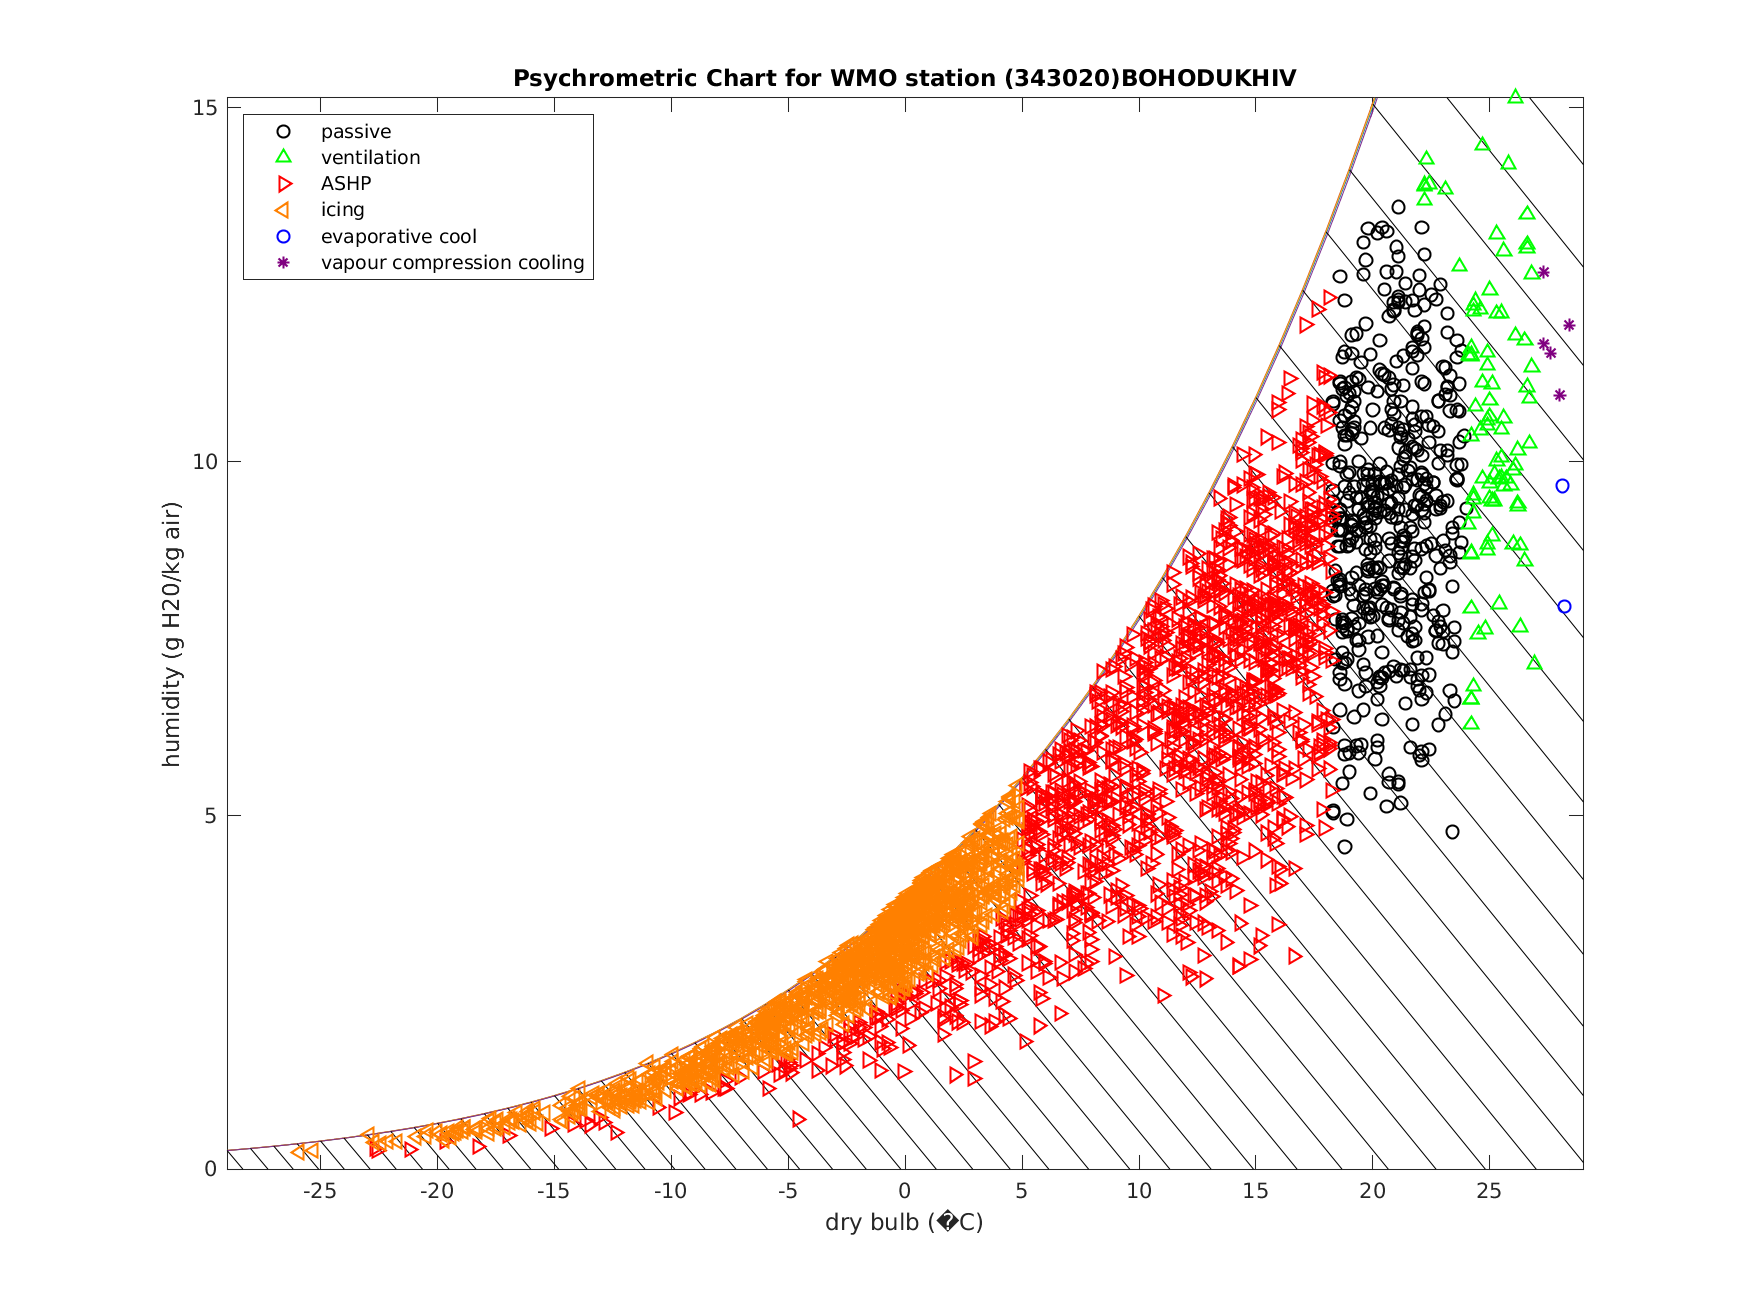 Psychrometric Chart for WMO station (343020)BOHODUKHIV
15
10
5
0
humidity (g H20/kg air)
passive
ventilation
ASHP
icing
evaporative cool
vapour compression cooling
-25 -20 -15 -10 -5 0 5 10 15 20 25
dry bulb (�C)